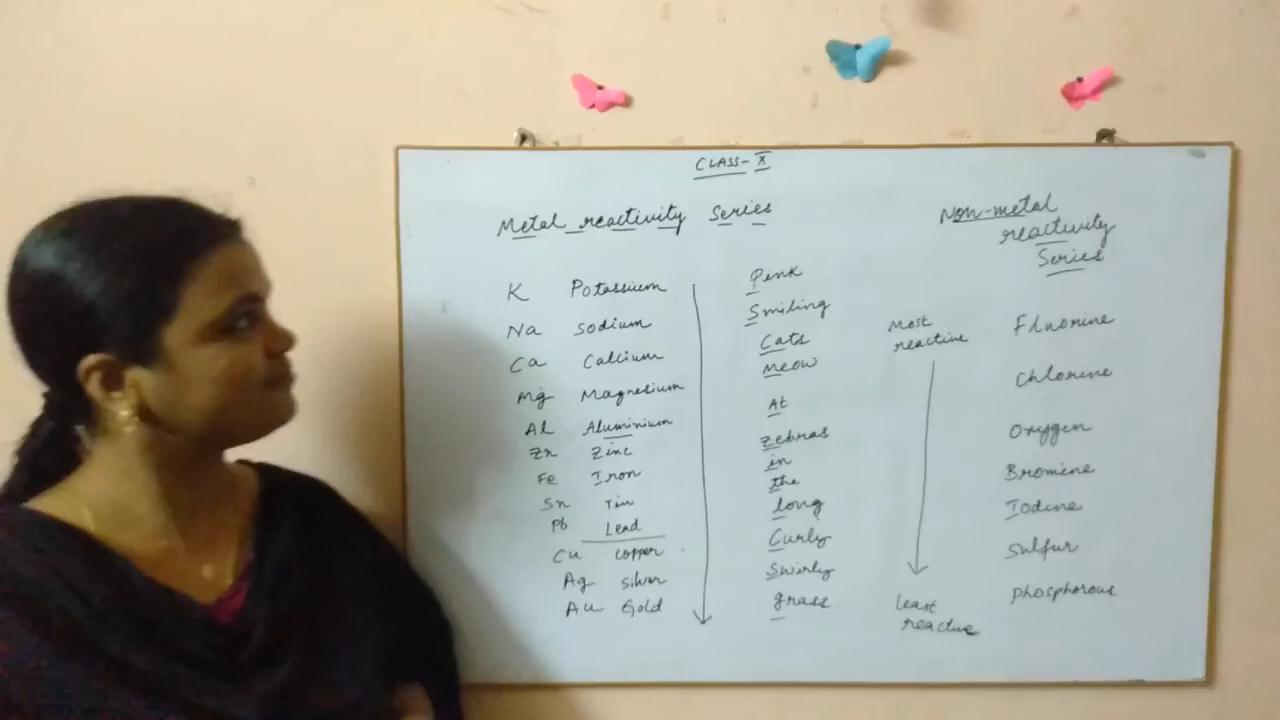 CLASS-X
Metal reactivity Series
K Potassium
Na Sodium
Ca Calcium
Mg Magnesium
Al Aluminium
Zn Zinc
Fe Iron
Sn Tin
Pb Lead
Cu Copper
Ag Silver
Au Gold
Pink
Smiling
Cats
meow
At
zebras
in
the
long
Curly
Swirly
grass
Non-metal
reactivity
Series
Most
reactive
least
reactive
Fluorine
Chlorine
Oxygen
Bromine
Iodine
Sulfur
phosphorous